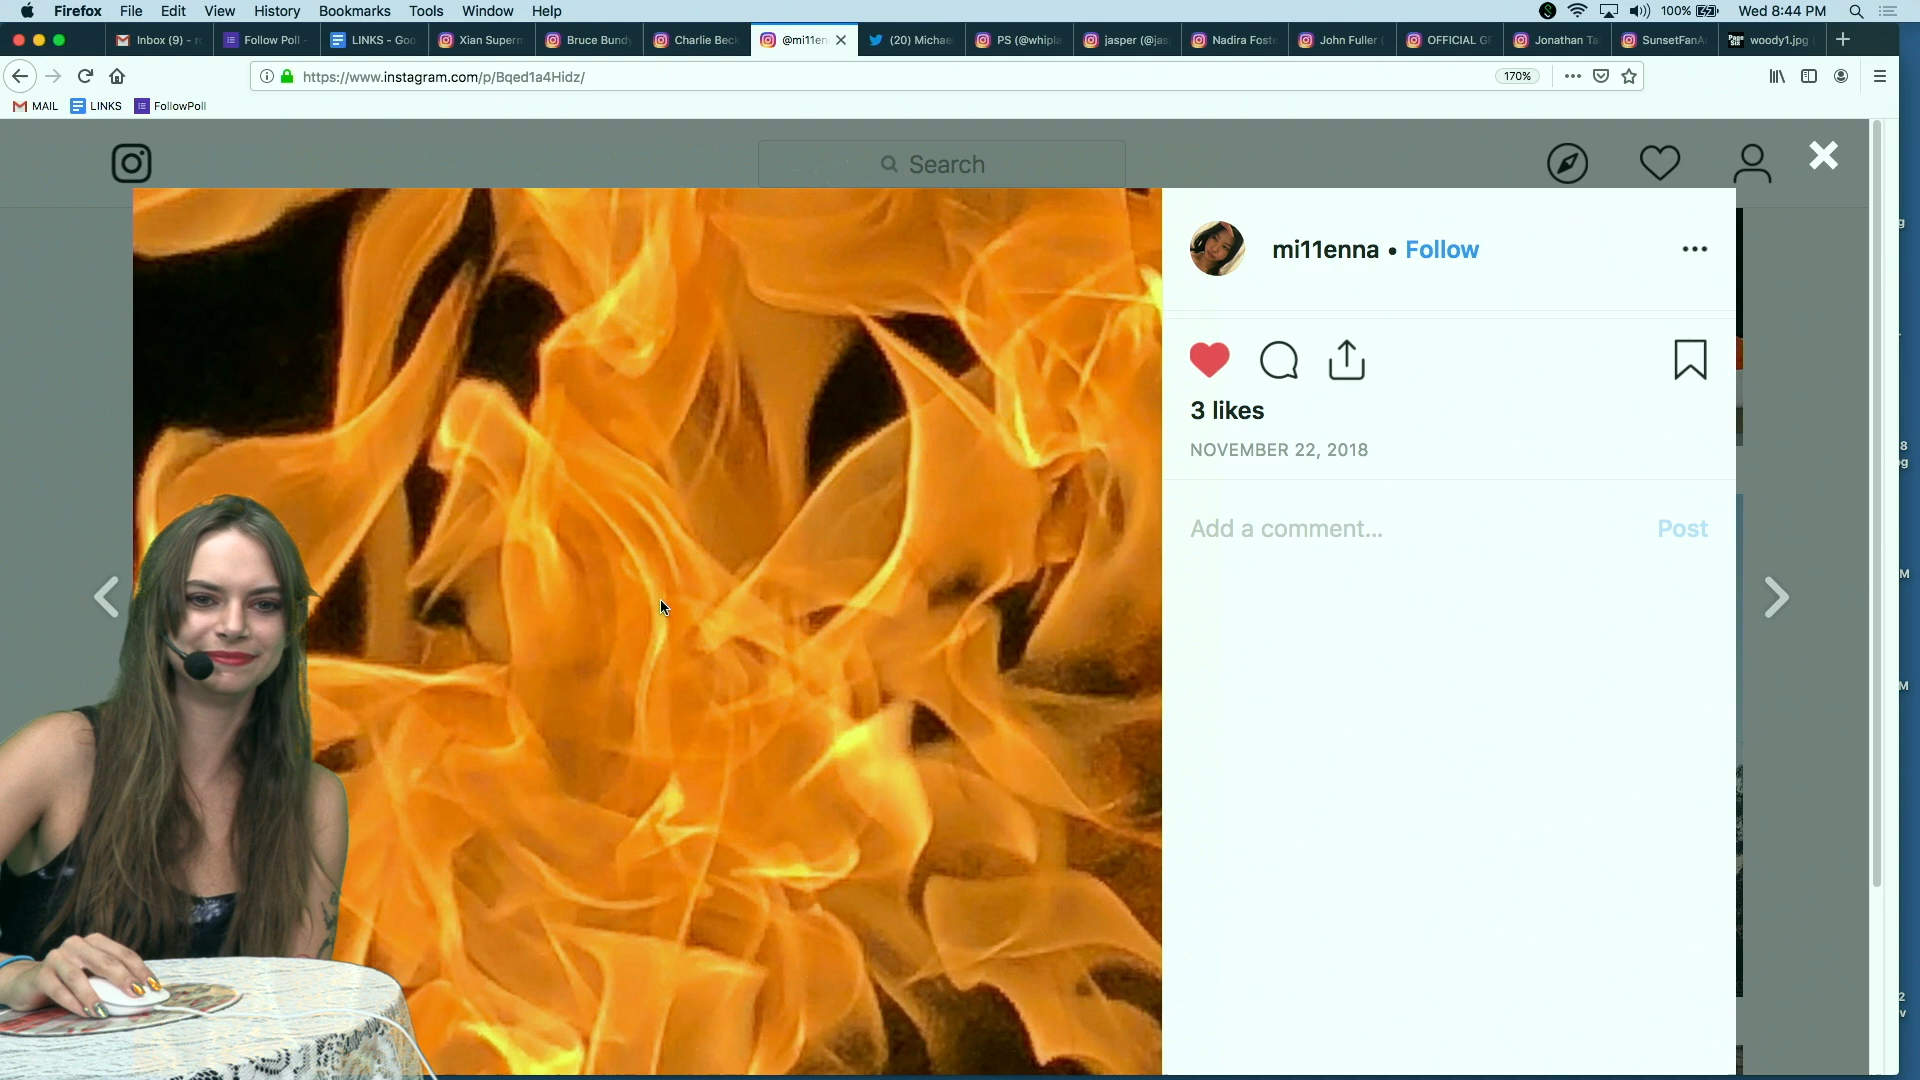 Firefox File Edit View History Bookmarks Tools Window Help 100% Wed 8:44 PM
Inbox (9) Follow Poll LINKS - Goo Xian Superm Bruce Bundy Charlie Beck @mi11en (20) Michae PS (@whipla jasper (@jas Nadira Foste John Fuller ( OFFICIAL Jonathan Ta SunsetFanA woody1.jpg
https://www.instagram.com/p/Bqed1a4Hidz/ 170%
MAIL LINKS FollowPoll
Search
mi11enna • Follow
3 likes
NOVEMBER 22, 2018
Add a comment... Post